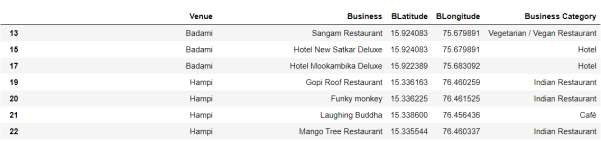 Venue Business BLatitude BLongitude Business Category
13 Badami Sangam Restaurant 15.924083 75.679891 Vegetarian / Vegan Restaurant
15 Badami Hotel New Satkar Deluxe 15.924083 75.679891 Hotel
17 Badami Hotel Mookambika Deluxe 15.922389 75.683092 Hotel
19 Hampi Gopi Roof Restaurant 15.336163 76.460259 Indian Restaurant
20 Hampi Funky monkey 15.336225 76.461525 Indian Restaurant
21 Hampi Laughing Buddha 15.338600 76.456436 Café
22 Hampi Mango Tree Restaurant 15.335544 76.460337 Indian Restaurant